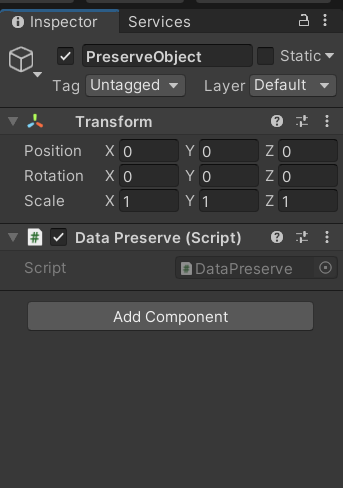 Inspector Services
PreserveObject Static
Tag Untagged Layer Default
Transform
Position X 0 Y 0 Z 0
Rotation X 0 Y 0 Z 0
Scale X 1 Y 1 Z 1
# Data Preserve (Script)
Script # DataPreserve
Add Component